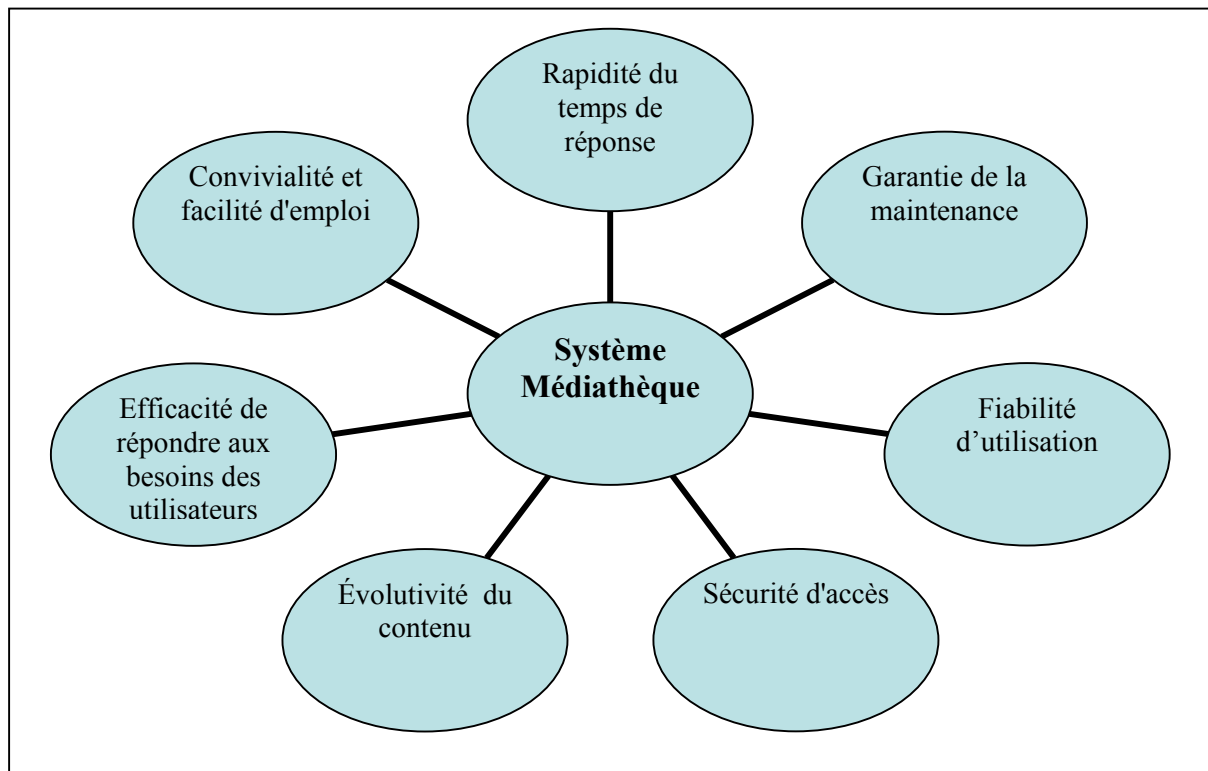 Rapidité du
temps de
réponse
Convivialité et
facilité d'emploi
Garantie de la
maintenance
Système
Médiathèque
Efficacité de
répondre aux
besoins des
utilisateurs
Fiabilité
d’utilisation
Évolutivité  du
contenu
Sécurité d'accès